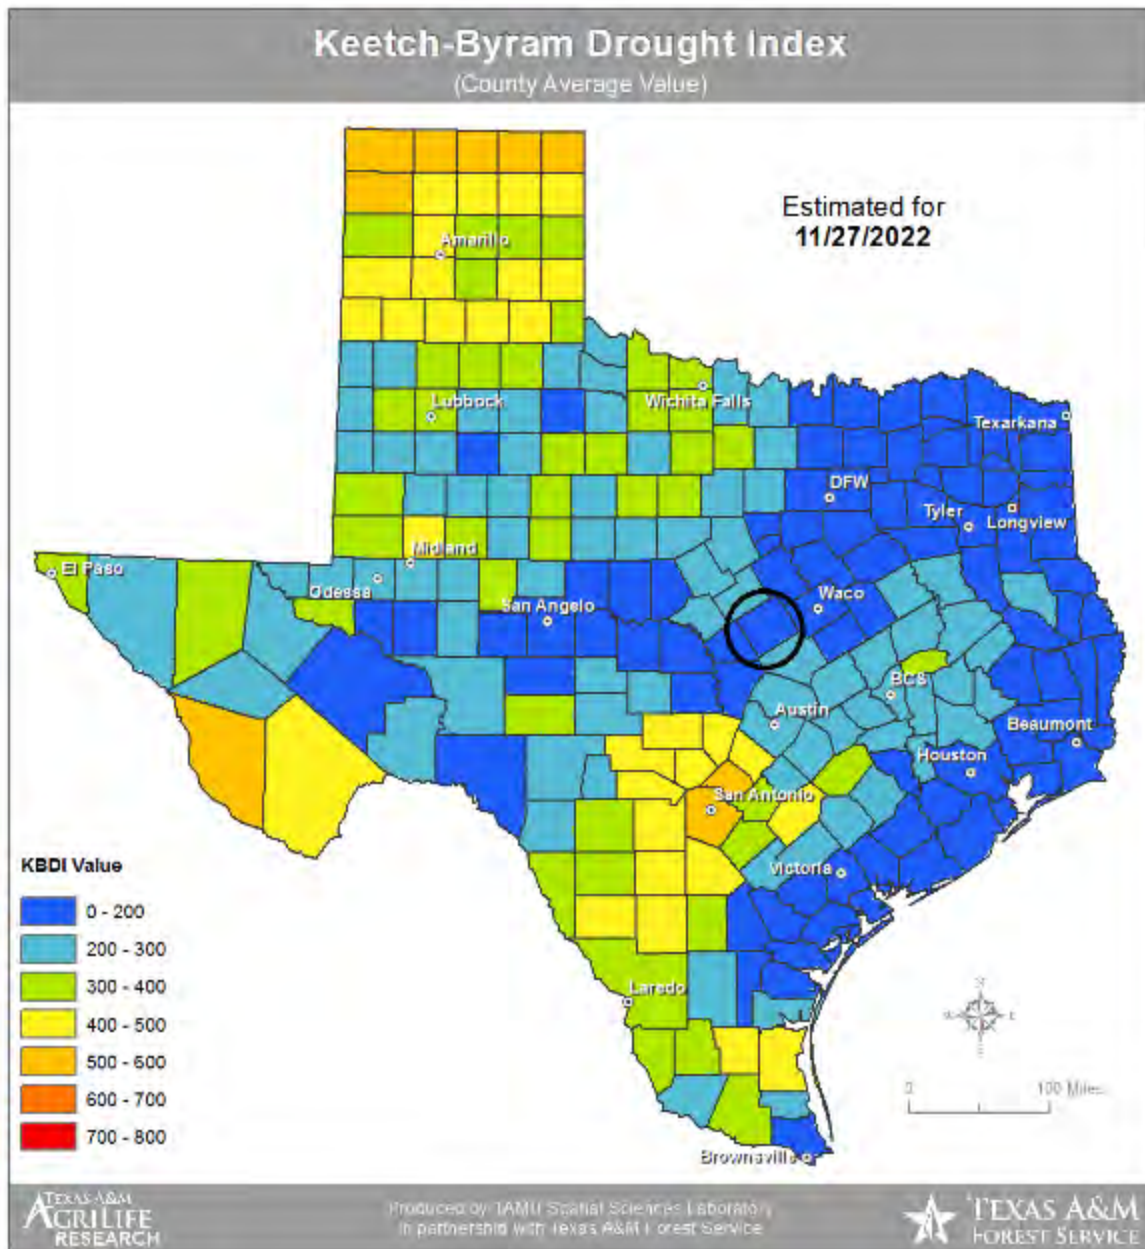 Keetch-Byram Drought Index
(County Average Value)
Estimated for
11/27/2022
Amarillo
Lubbock
Wichita Falls
Texarkana
DFW
Tyler
Longview
Midland
El Paso
Odessa
San Angelo
Waco
BCS
Austin
Beaumont
Houston
San Antonio
Victoria
KBDI Value
0 - 200
200 - 300
300 - 400
400 - 500
500 - 600
600 - 700
700 - 800
Laredo
0 100 Miles
Brownsville
TEXAS A&M
AGRILIFE
RESEARCH
Produced by TAMU Spatial Sciences Laboratory
in partnership with Texas A&M Forest Service
TEXAS A&M
FOREST SERVICE